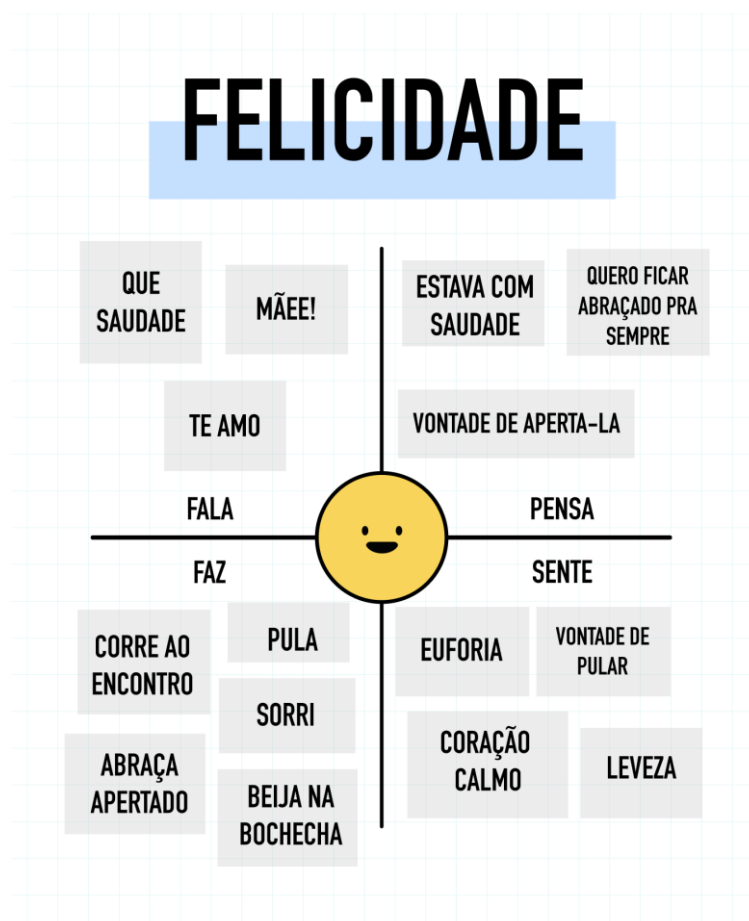 FELICIDADE
QUE
SAUDADE
MÃEE!
TE AMO
FALA
ESTAVA COM
SAUDADE
QUERO FICAR
ABRAÇADO PRA
SEMPRE
VONTADE DE APERTA-LA
PENSA
FAZ
CORRE AO
ENCONTRO
PULA
SORRI
ABRAÇA
APERTADO
BEIJA NA
BOCHECHA
SENTE
EUFORIA
VONTADE DE
PULAR
CORAÇÃO
CALMO
LEVEZA